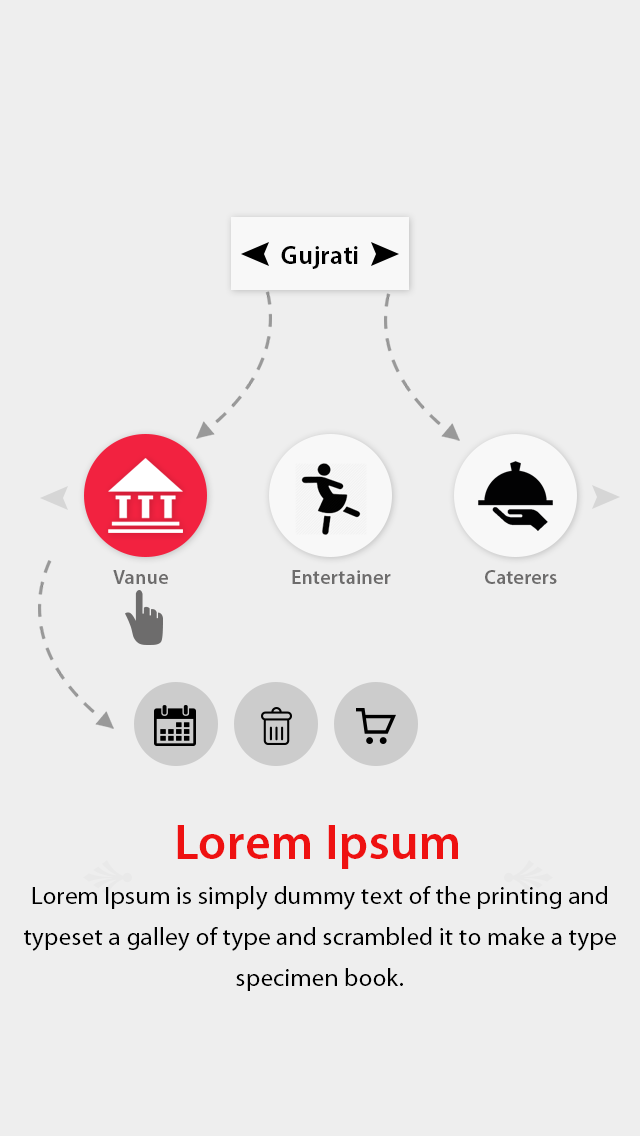 Gujrati
Vanue
Entertainer
Caterers
Lorem Ipsum
Lorem Ipsum is simply dummy text of the printing and
typeset a galley of type and scrambled it to make a type
specimen book.